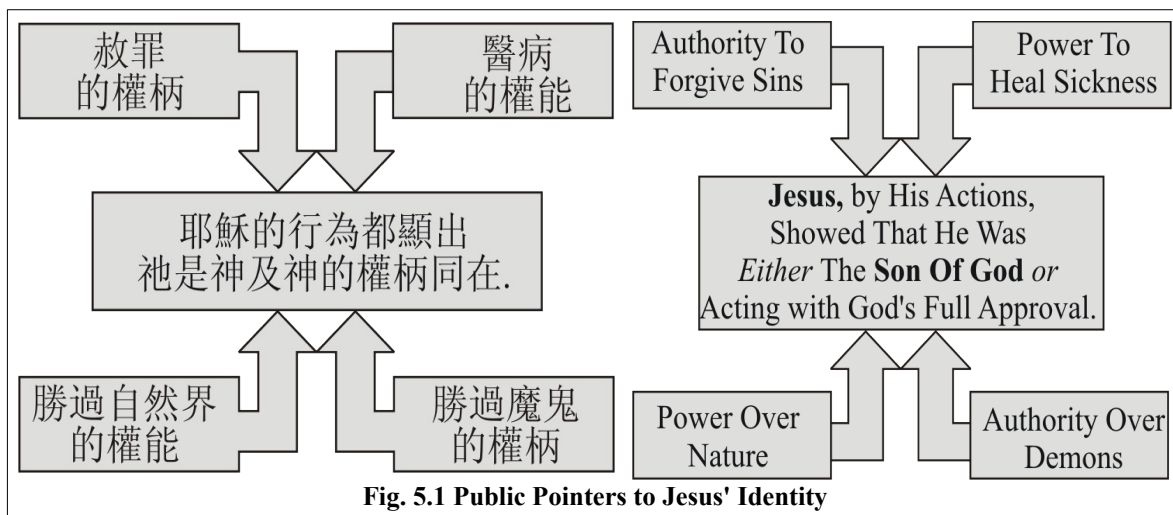 赦罪
的權柄
醫病
的權能
耶穌的行為都顯出
祂是神及神的權柄同在.
勝過自然界
的權能
勝過魔鬼
的權柄
Authority To
Forgive Sins
Power To
Heal Sickness
Jesus, by His Actions,
Showed That He Was
Either The Son Of God or
Acting with God's Full Approval.
Power Over
Nature
Authority Over
Demons
Fig. 5.1 Public Pointers to Jesus' Identity